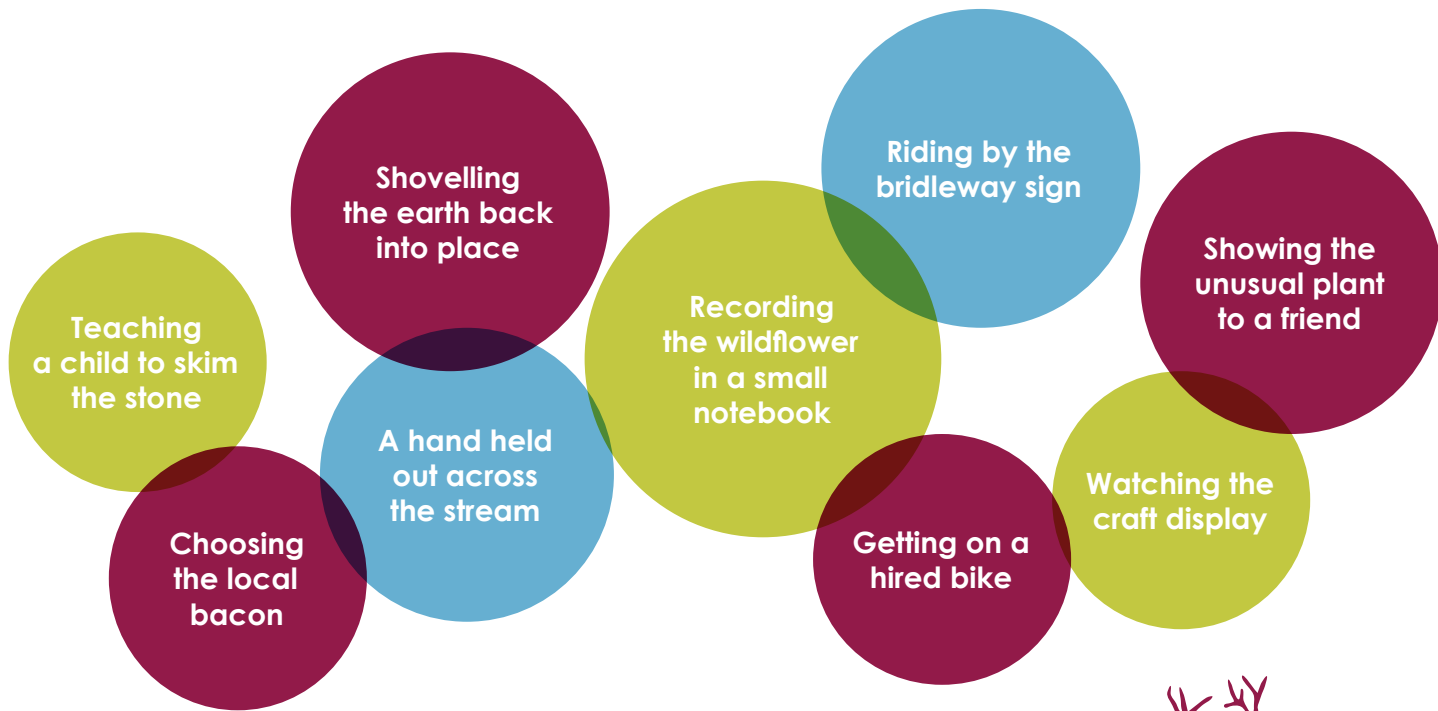 Teaching
a child to skim
the stone
Shovelling
the earth back
into place
Choosing
the local
bacon
A hand held
out across
the stream
Recording
the wildflower
in a small
notebook
Riding by the
bridleway sign
Getting on a
hired bike
Watching the
craft display
Showing the
unusual plant
to a friend